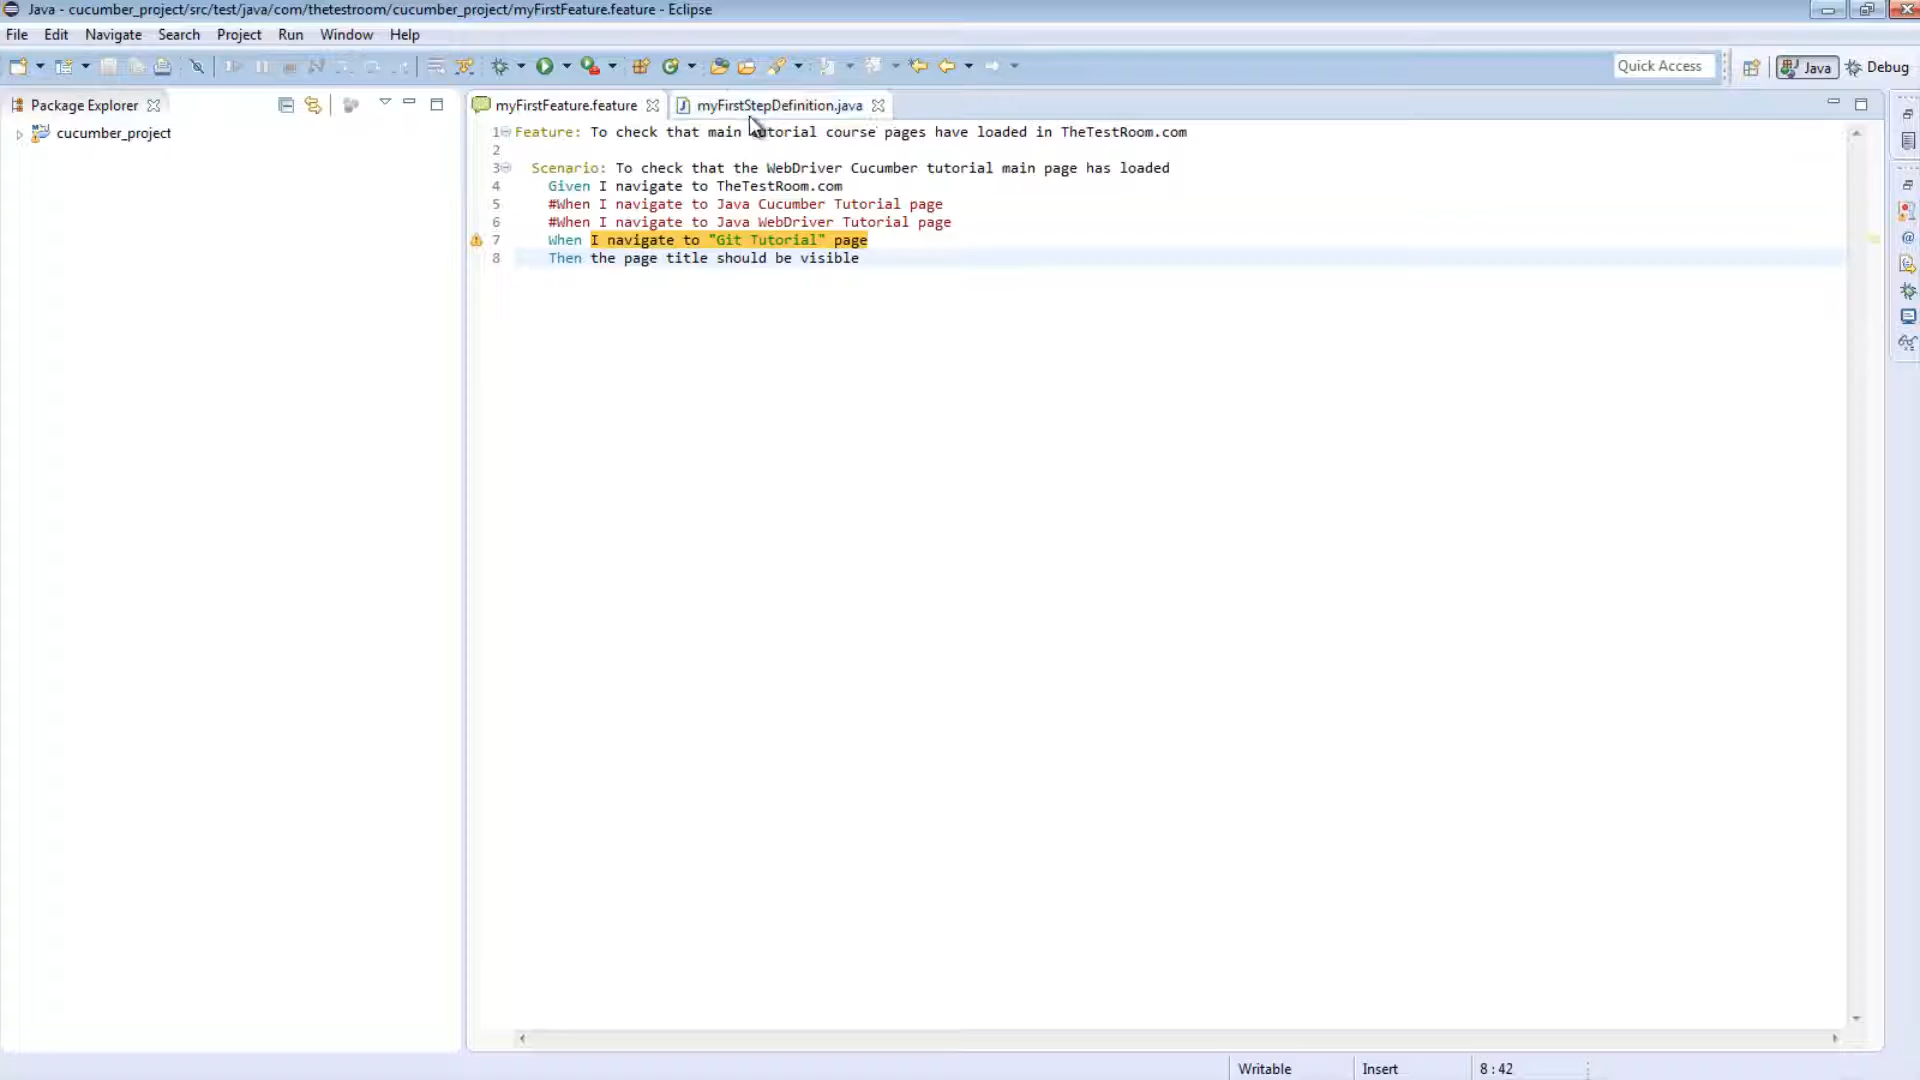 Java - cucumber_project/src/test/java/com/thetestroom/cucumber_project/myFirstFeature.feature - Eclipse
File Edit Navigate Search Project Run Window Help
Quick Access Java Debug
Package Explorer myFirstFeature.feature myFirstStepDefinition.java
cucumber_project
1 Feature: To check that main tutorial course pages have loaded in TheTestRoom.com
2
3 Scenario: To check that the WebDriver Cucumber tutorial main page has loaded
4 Given I navigate to TheTestRoom.com
5 #When I navigate to Java Cucumber Tutorial page
6 #When I navigate to Java WebDriver Tutorial page
7 When I navigate to "Git Tutorial" page
8 Then the page title should be visible
Writable Insert 8 : 42